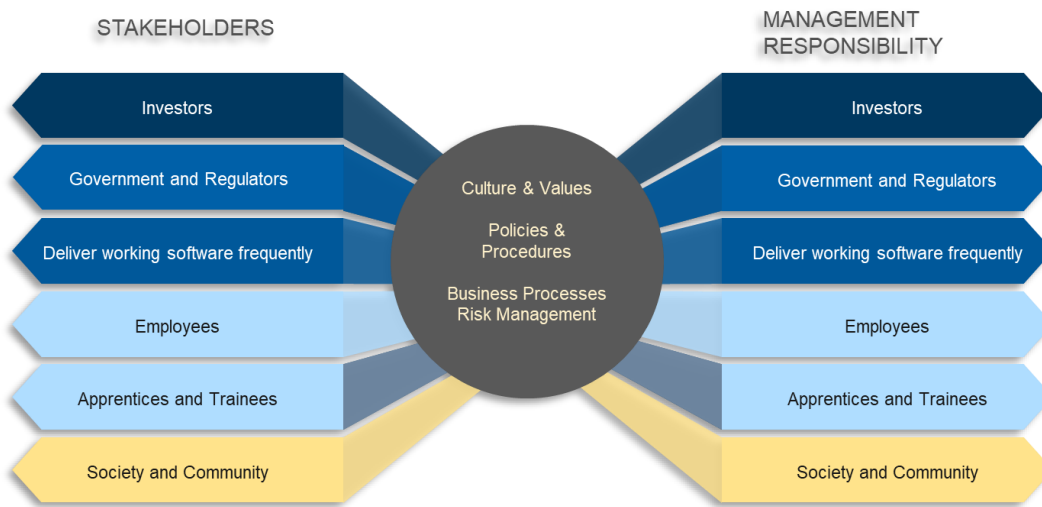 STAKEHOLDERS
MANAGEMENT
RESPONSIBILITY
Investors
Government and Regulators
Deliver working software frequently
Employees
Apprentices and Trainees
Society and Community
Culture & Values
Policies &
Procedures
Business Processes
Risk Management
Investors
Government and Regulators
Deliver working software frequently
Employees
Apprentices and Trainees
Society and Community